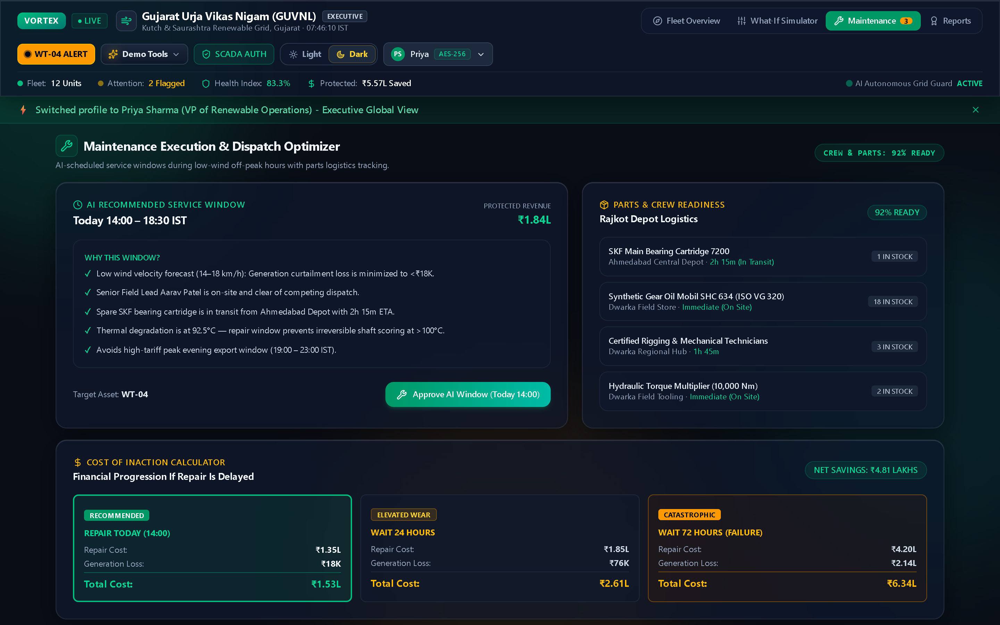 VORTEX
LIVE
Gujarat Urja Vikas Nigam (GUVNL) EXECUTIVE
Kutch & Saurashtra Renewable Grid, Gujarat · 07:46:10 IST
Fleet Overview
What-If Simulator
Maintenance 3
Reports
WT-04 ALERT
Demo Tools
SCADA AUTH
Light
Dark
PS Priya AES-256
Fleet: 12 Units
Attention: 2 Flagged
Health Index: 83.3%
Protected: ₹5.57L Saved
AI Autonomous Grid Guard ACTIVE
Switched profile to Priya Sharma (VP of Renewable Operations) - Executive Global View
Maintenance Execution & Dispatch Optimizer
AI-scheduled service windows during low-wind off-peak hours with parts logistics tracking.
CREW & PARTS: 92% READY
AI RECOMMENDED SERVICE WINDOW
Today 14:00 – 18:30 IST
PROTECTED REVENUE
₹1.84L
WHY THIS WINDOW?
✓ Low wind velocity forecast (14–18 km/h): Generation curtailment loss is minimized to <₹18K.
✓ Senior Field Lead Aarav Patel is on-site and clear of competing dispatch.
✓ Spare SKF bearing cartridge is in transit from Ahmedabad Depot with 2h 15m ETA.
✓ Thermal degradation is at 92.5°C — repair window prevents irreversible shaft scoring at >100°C.
✓ Avoids high-tariff peak evening export window (19:00 – 23:00 IST).
Target Asset: WT-04
Approve AI Window (Today 14:00)
PARTS & CREW READINESS
Rajkot Depot Logistics
92% READY
SKF Main Bearing Cartridge 7200
Ahmedabad Central Depot · 2h 15m (In Transit)
1 IN STOCK
Synthetic Gear Oil Mobil SHC 634 (ISO VG 320)
Dwarka Field Store · Immediate (On Site)
18 IN STOCK
Certified Rigging & Mechanical Technicians
Dwarka Regional Hub · 1h 45m
3 IN STOCK
Hydraulic Torque Multiplier (10,000 Nm)
Dwarka Field Tooling · Immediate (On Site)
2 IN STOCK
COST OF INACTION CALCULATOR
Financial Progression If Repair Is Delayed
NET SAVINGS: ₹4.81 LAKHS
RECOMMENDED
REPAIR TODAY (14:00)
Repair Cost: ₹1.35L
Generation Loss: ₹18K
Total Cost: ₹1.53L
ELEVATED WEAR
WAIT 24 HOURS
Repair Cost: ₹1.85L
Generation Loss: ₹76K
Total Cost: ₹2.61L
CATASTROPHIC
WAIT 72 HOURS (FAILURE)
Repair Cost: ₹4.20L
Generation Loss: ₹2.14L
Total Cost: ₹6.34L